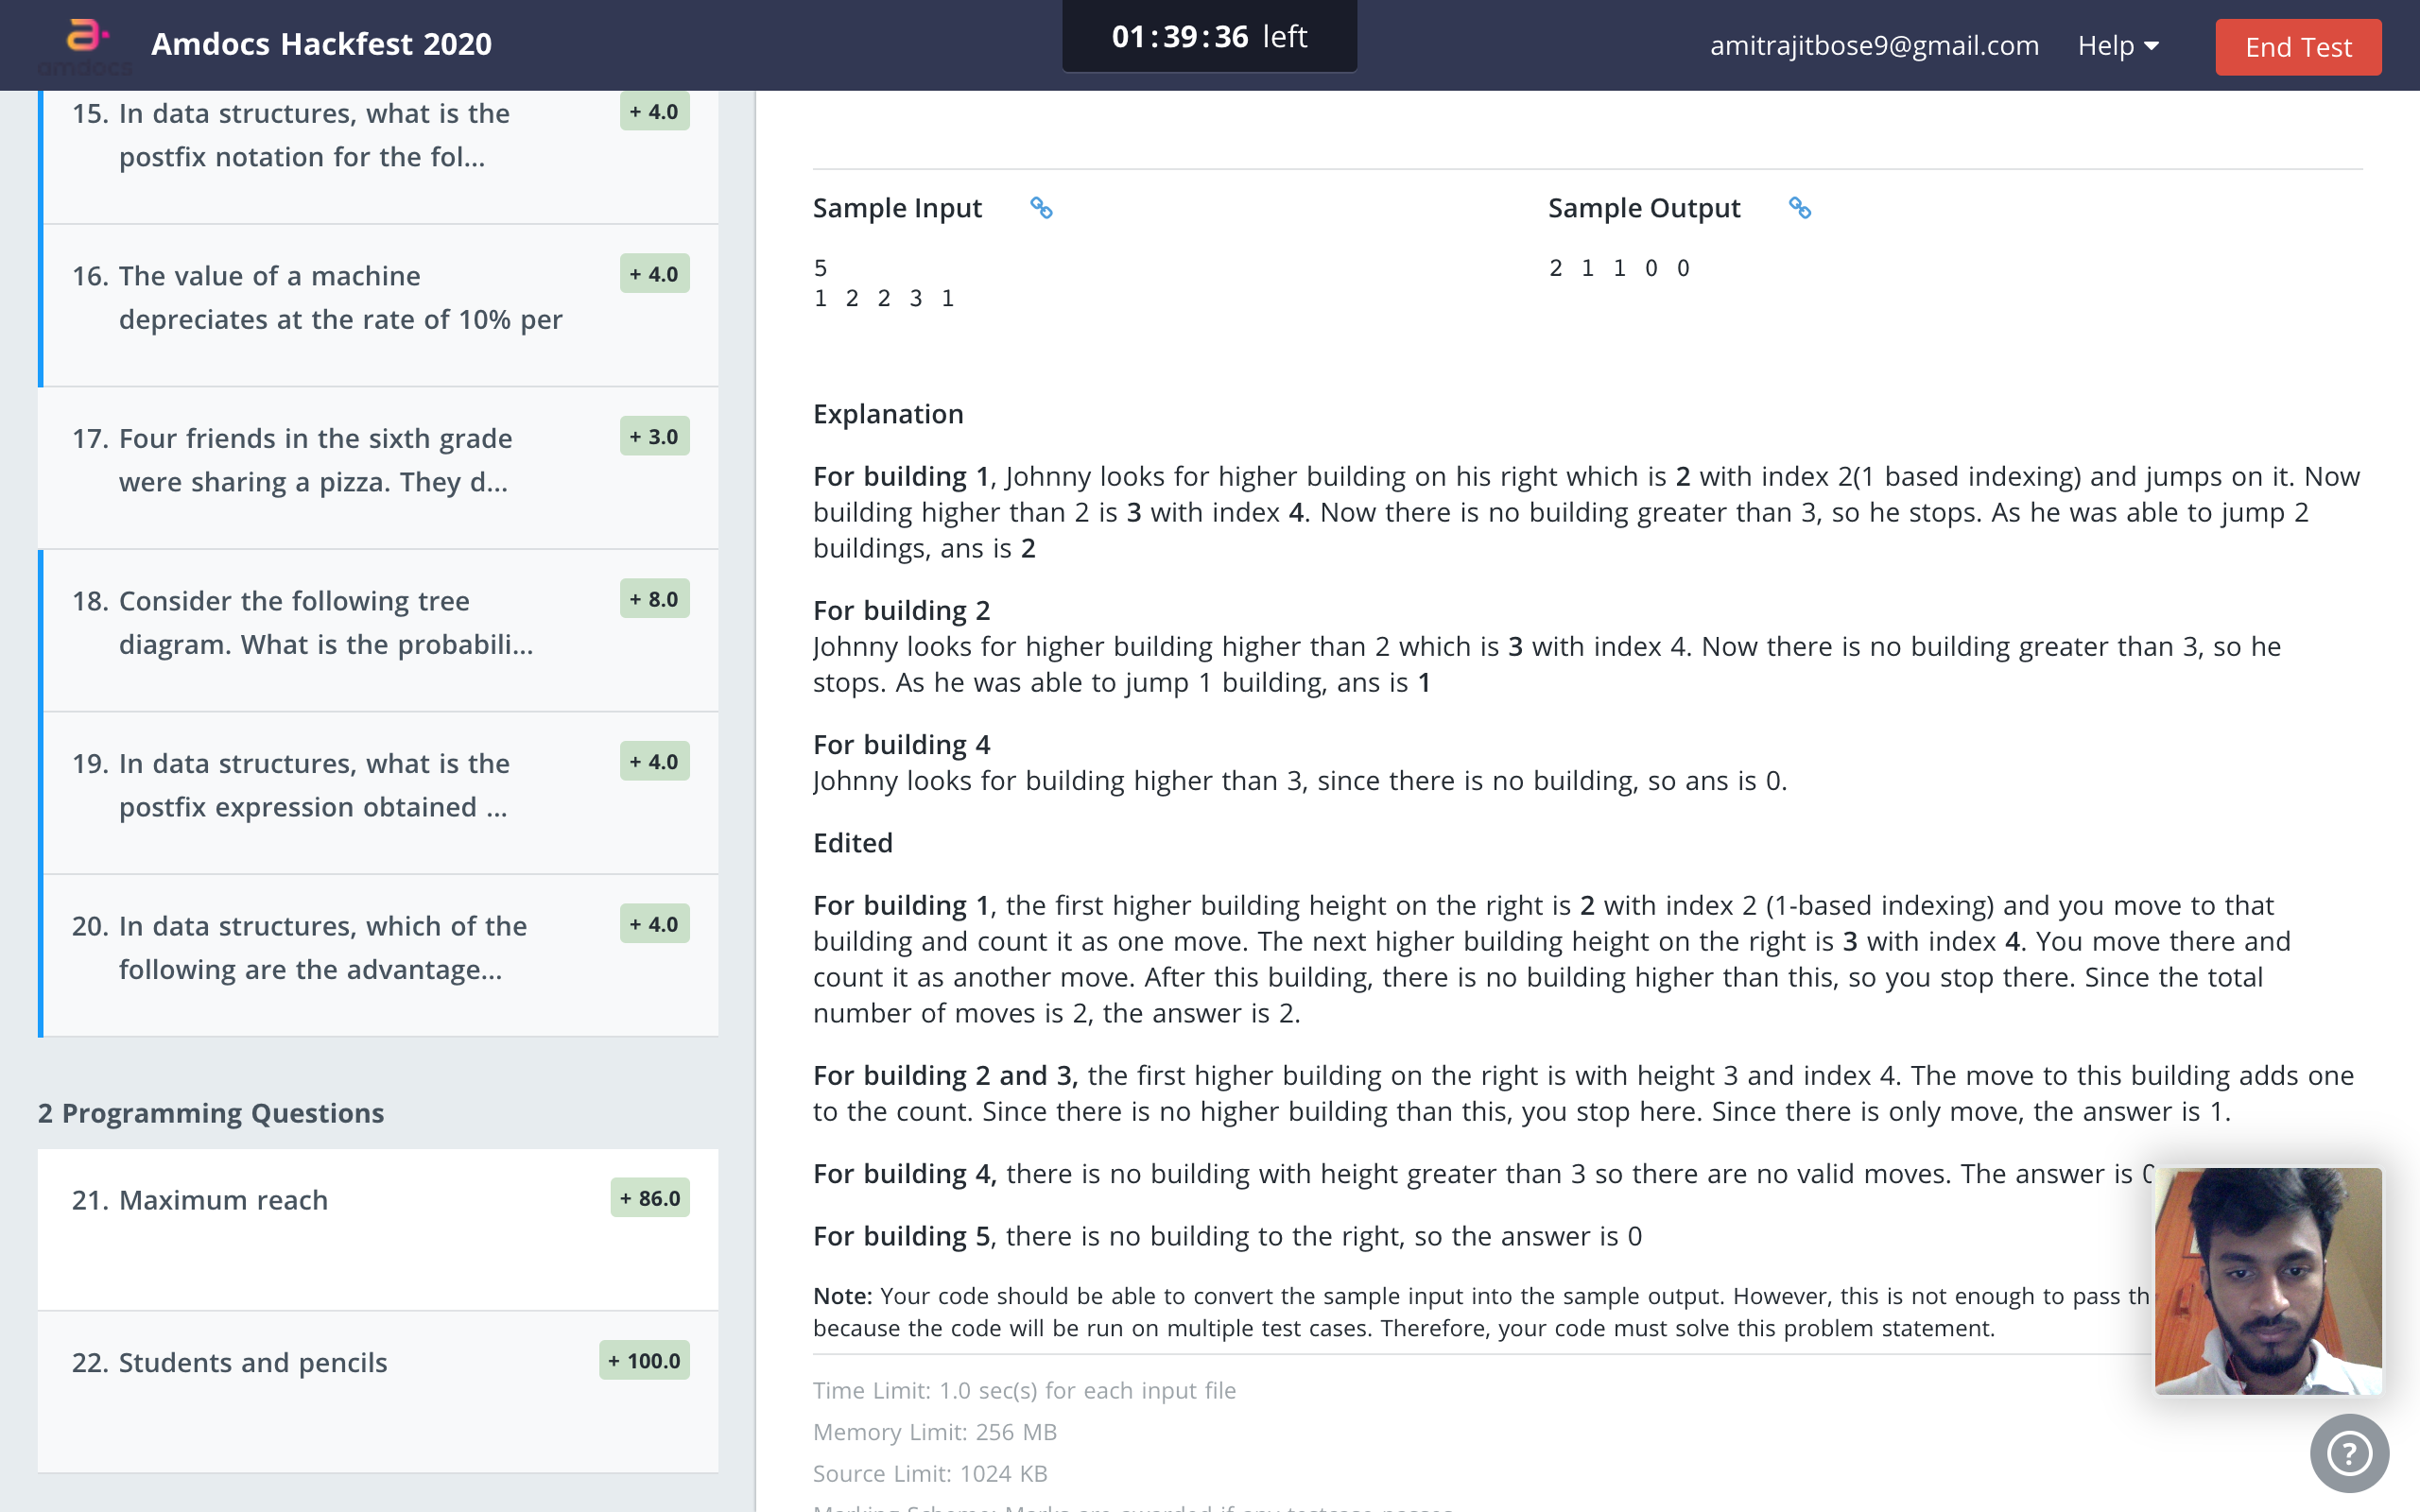 amdocs
Amdocs Hackfest 2020
01:39:36 left
amitrajitbose9@gmail.com
Help
End Test
15. In data structures, what is the
postfix notation for the fol...
+ 4.0
16. The value of a machine
depreciates at the rate of 10% per
+ 4.0
17. Four friends in the sixth grade
were sharing a pizza. They d...
+ 3.0
18. Consider the following tree
diagram. What is the probabili...
+ 8.0
19. In data structures, what is the
postfix expression obtained ...
+ 4.0
20. In data structures, which of the
following are the advantage...
+ 4.0
2 Programming Questions
21. Maximum reach
+ 86.0
22. Students and pencils
+ 100.0
Sample Input
5
1 2 2 3 1
Sample Output
2 1 1 0 0
Explanation
For building 1, Johnny looks for higher building on his right which is 2 with index 2(1 based indexing) and jumps on it. Now
building higher than 2 is 3 with index 4. Now there is no building greater than 3, so he stops. As he was able to jump 2
buildings, ans is 2
For building 2
Johnny looks for higher building higher than 2 which is 3 with index 4. Now there is no building greater than 3, so he
stops. As he was able to jump 1 building, ans is 1
For building 4
Johnny looks for building higher than 3, since there is no building, so ans is 0.
Edited
For building 1, the first higher building height on the right is 2 with index 2 (1-based indexing) and you move to that
building and count it as one move. The next higher building height on the right is 3 with index 4. You move there and
count it as another move. After this building, there is no building higher than this, so you stop there. Since the total
number of moves is 2, the answer is 2.
For building 2 and 3, the first higher building on the right is with height 3 and index 4. The move to this building adds one
to the count. Since there is no higher building than this, you stop here. Since there is only move, the answer is 1.
For building 4, there is no building with height greater than 3 so there are no valid moves. The answer is 0
For building 5, there is no building to the right, so the answer is 0
Note: Your code should be able to convert the sample input into the sample output. However, this is not enough to pass th
because the code will be run on multiple test cases. Therefore, your code must solve this problem statement.
Time Limit: 1.0 sec(s) for each input file
Memory Limit: 256 MB
Source Limit: 1024 KB
?